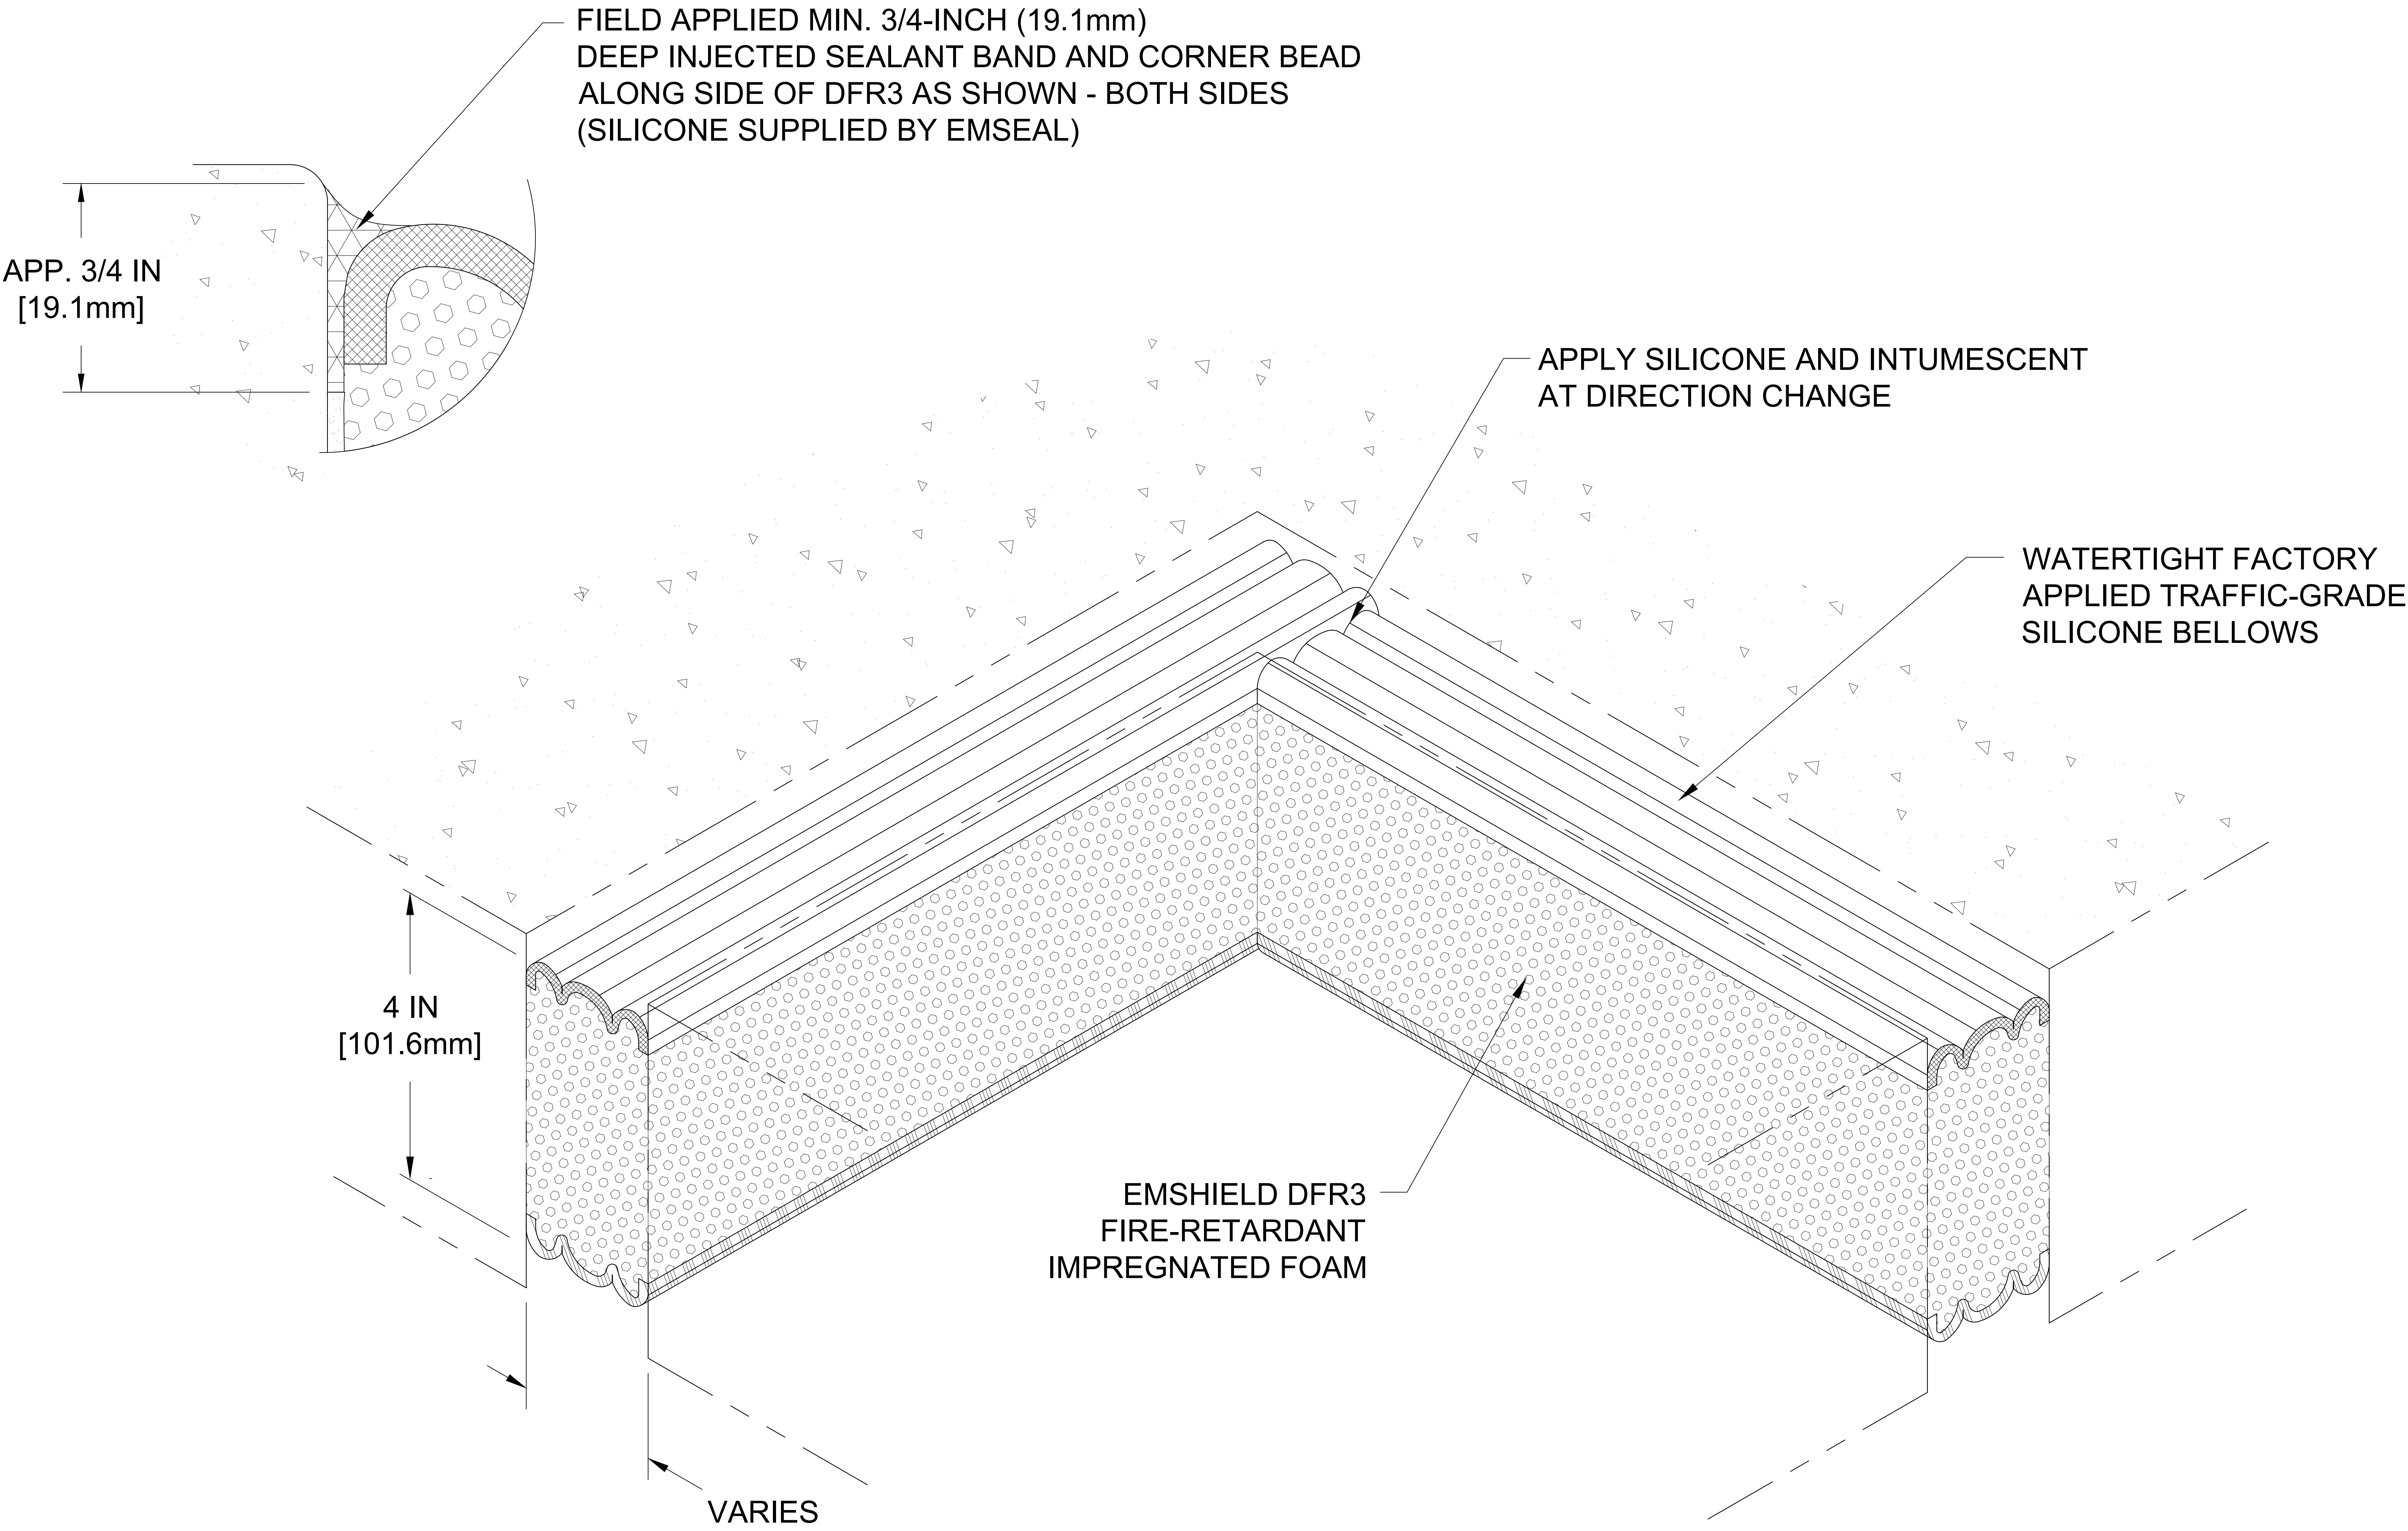 FIELD APPLIED MIN. 3/4-INCH (19.1mm)
DEEP INJECTED SEALANT BAND AND CORNER BEAD
ALONG SIDE OF DFR3 AS SHOWN - BOTH SIDES
(SILICONE SUPPLIED BY EMSEAL)
APP. 3/4 IN
[19.1mm]
APPLY SILICONE AND INTUMESCENT
AT DIRECTION CHANGE
WATERTIGHT FACTORY
APPLIED TRAFFIC-GRADE
SILICONE BELLOWS
4 IN
[101.6mm]
EMSHIELD DFR3
FIRE-RETARDANT
IMPREGNATED FOAM
VARIES